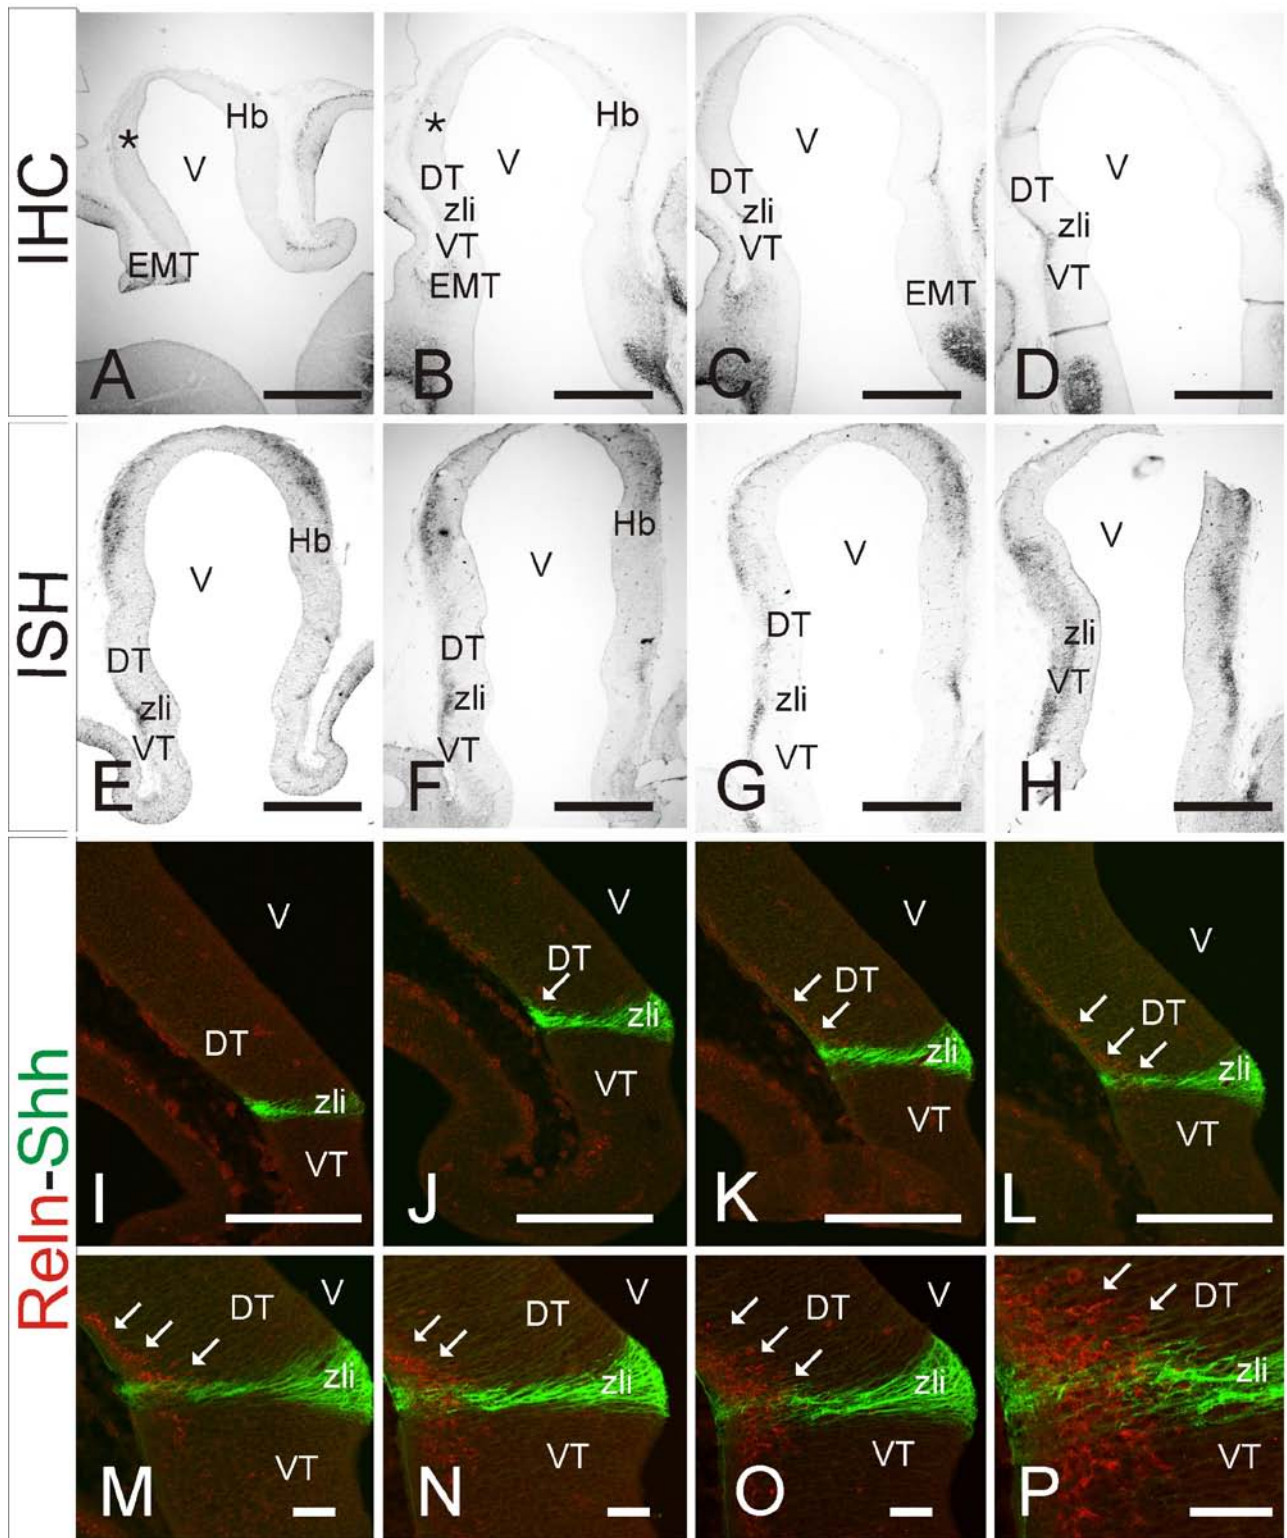 IHC
*
Hb
V
EMT
A
*
Hb
V
DT
zli
VT
EMT
B
V
DT
zli
VT
EMT
C
V
DT
zli
VT
D
ISH
Hb
V
DT
zli
VT
E
Hb
V
DT
zli
VT
F
V
DT
zli
VT
G
V
zli
VT
H
Reln-Shh
V
DT
zli
VT
I
V
DT
zli
VT
J
V
DT
zli
VT
K
V
DT
zli
VT
L
V
DT
zli
VT
M
V
DT
zli
VT
N
V
DT
zli
VT
O
DT
zli
VT
P